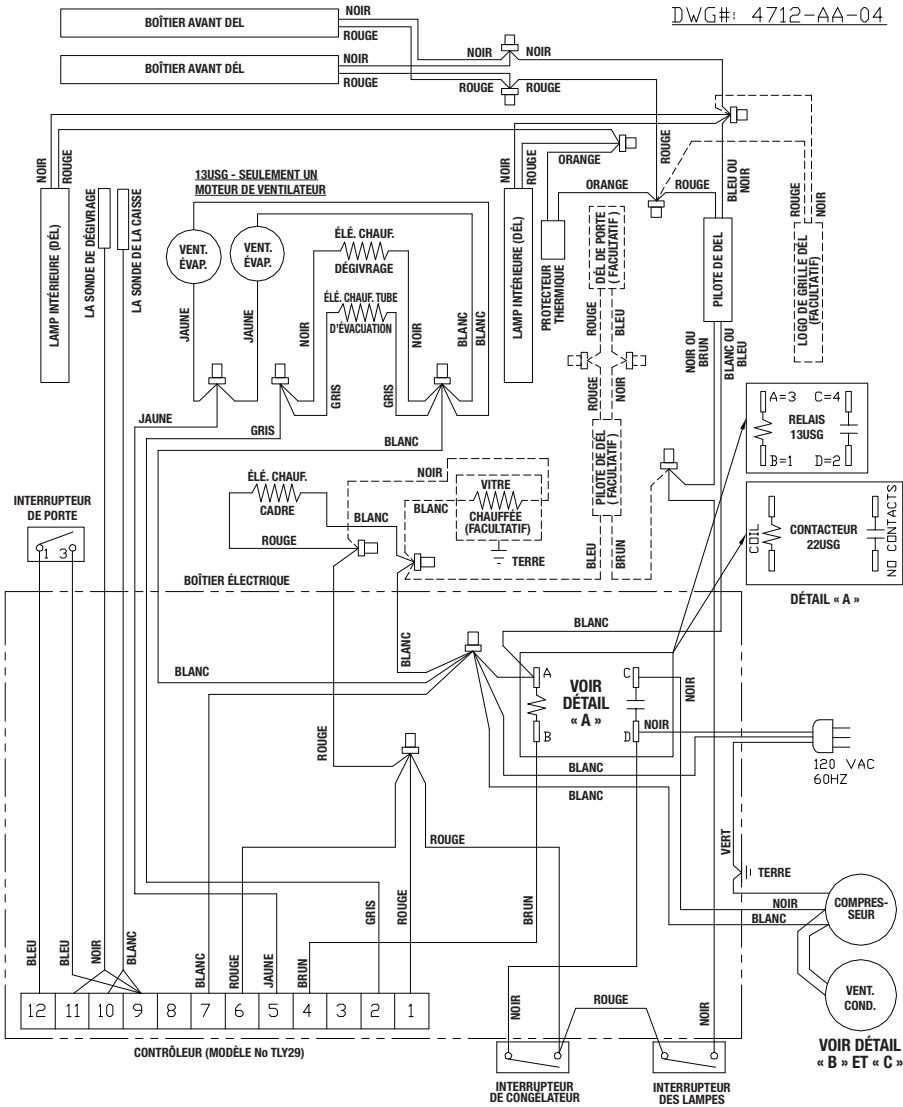 DWG#: 4712-AA-04
NOIR
BOÎTIER AVANT DEL
ROUGE
NOIR
NOIR
NOIR
BOÎTIER AVANT DÉL
ROUGE
ROUGE
ROUGE
NOIR
ROUGE
13USG - SEULEMENT UN
MOTEUR DE VENTILATEUR
LAMP INTÉRIEURE (DÉL)
LA SONDE DE DÉGIVRAGE
LA SONDE DE LA CAISSE
VENT.
ÉVAP.
VENT.
ÉVAP.
ÉLÉ. CHAUF.
DÉGIVRAGE
ÉLÉ. CHAUF. TUBE
D'ÉVACUATION
JAUNE
JAUNE
NOIR
NOIR
GRIS
GRIS
BLANC
BLANC
NOIR
ROUGE
ORANGE
ORANGE
ROUGE
ROUGE
BLEU OU
NOIR
ROUGE
NOIR
LAMP INTÉRIEURE (DÉL)
PROTECTEUR
THERMIQUE
DÉL DE PORTE
( FACULTATIF )
PILOTE DE DEL
LOGO DE GRILLE DÉL
(FACULTATIF)
ROUGE
BLEU
NOIR OU
BRUN
BLANC OU
BLEU
ROUGE
NOIR
PILOTE DE DÉL
(FACULTATIF )
BLEU
BRUN
JAUNE
GRIS
BLANC
A=3
C=4
RELAIS
13USG
B=1
D=2
COIL
CONTACTEUR
22USG
NO CONTACTS
DÉTAIL « A »
NOIR
ÉLÉ. CHAUF.
CADRE
ROUGE
BLANC
BLANC
VITRE
CHAUFFÉE
(FACULTATIF)
TERRE
INTERRUPTEUR
DE PORTE
1 3
BOÎTIER ÉLECTRIQUE
BLANC
BLANC
BLANC
A
C
VOIR
DÉTAIL
« A »
B
D
NOIR
NOIR
BLANC
BLANC
120 VAC
60HZ
ROUGE
ROUGE
VERT
TERRE
NOIR
BLANC
COMPRES-
SEUR
VENT.
COND.
VOIR DÉTAIL
« B » ET « C »
BLEU
BLEU
NOIR
BLANC
BLANC
ROUGE
JAUNE
BRUN
GRIS
ROUGE
BRUN
12 11 10 9 8 7 6 5 4 3 2 1
CONTRÔLEUR (MODÈLE No TLY29)
NOIR
ROUGE
NOIR
INTERRUPTEUR
DE CONGÉLATEUR
INTERRUPTEUR
DES LAMPES